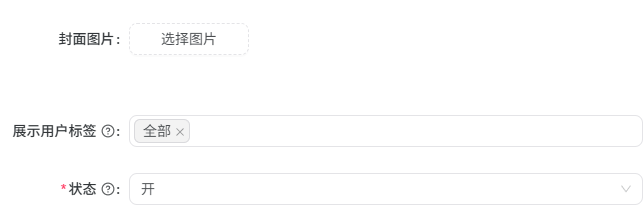 封面图片:
选择图片
展示用户标签 ?:
全部 ×
*状态 ?:
开